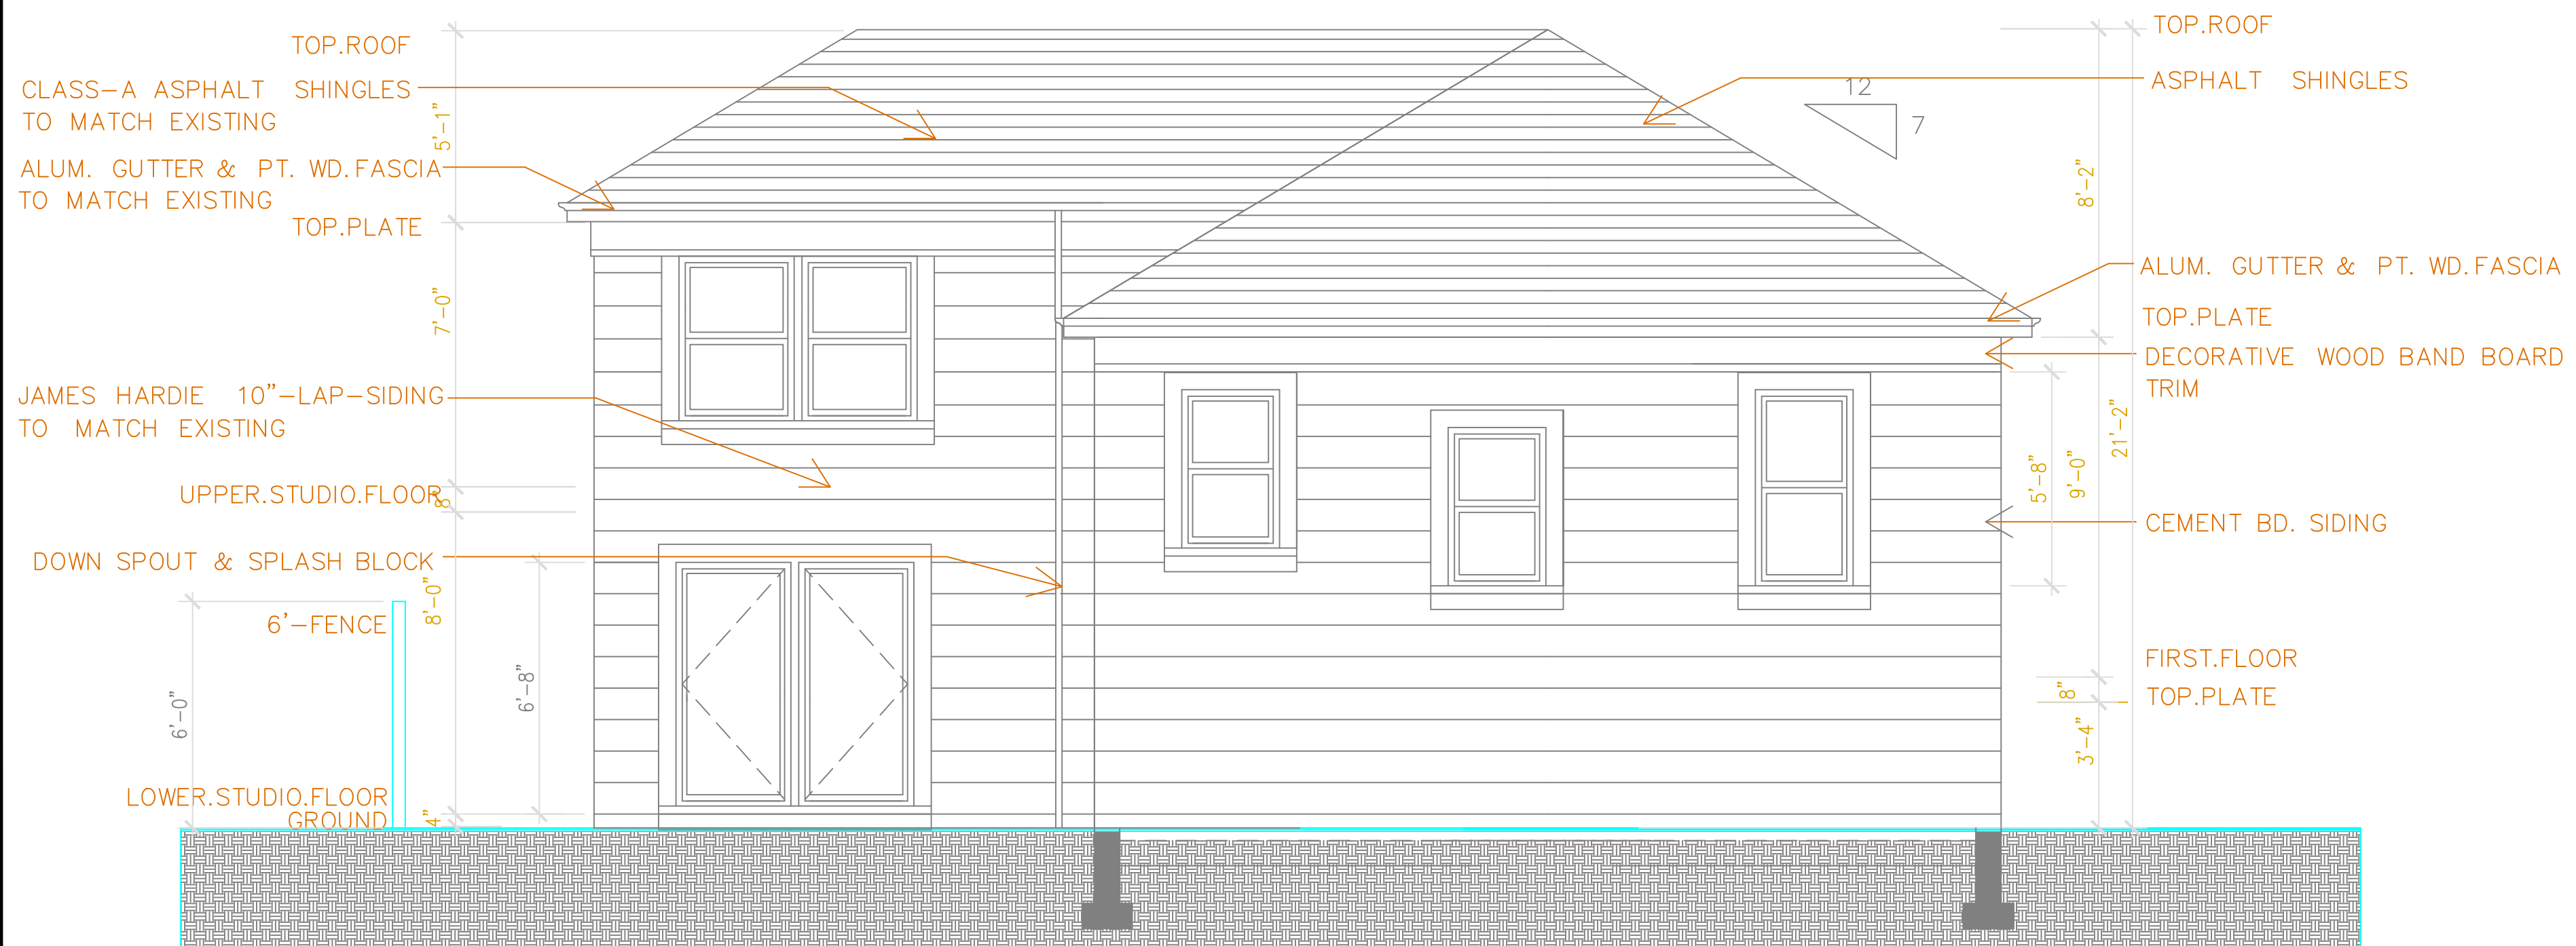 TOP.ROOF
CLASS-A ASPHALT SHINGLES
TO MATCH EXISTING
5'-1"
ALUM. GUTTER & PT. WD.FASCIA
TO MATCH EXISTING
TOP.PLATE
7'-0"
JAMES HARDIE 10"-LAP-SIDING
TO MATCH EXISTING
UPPER.STUDIO.FLOOR
8"
DOWN SPOUT & SPLASH BLOCK
8'-0"
6'-FENCE
6'-8"
6'-0"
LOWER.STUDIO.FLOOR
GROUND
4"
TOP.ROOF
ASPHALT SHINGLES
12
7
8'-2"
ALUM. GUTTER & PT. WD.FASCIA
TOP.PLATE
DECORATIVE WOOD BAND BOARD
TRIM
21'-2"
5'-8"
9'-0"
CEMENT BD. SIDING
FIRST.FLOOR
8"
TOP.PLATE
3'-4"